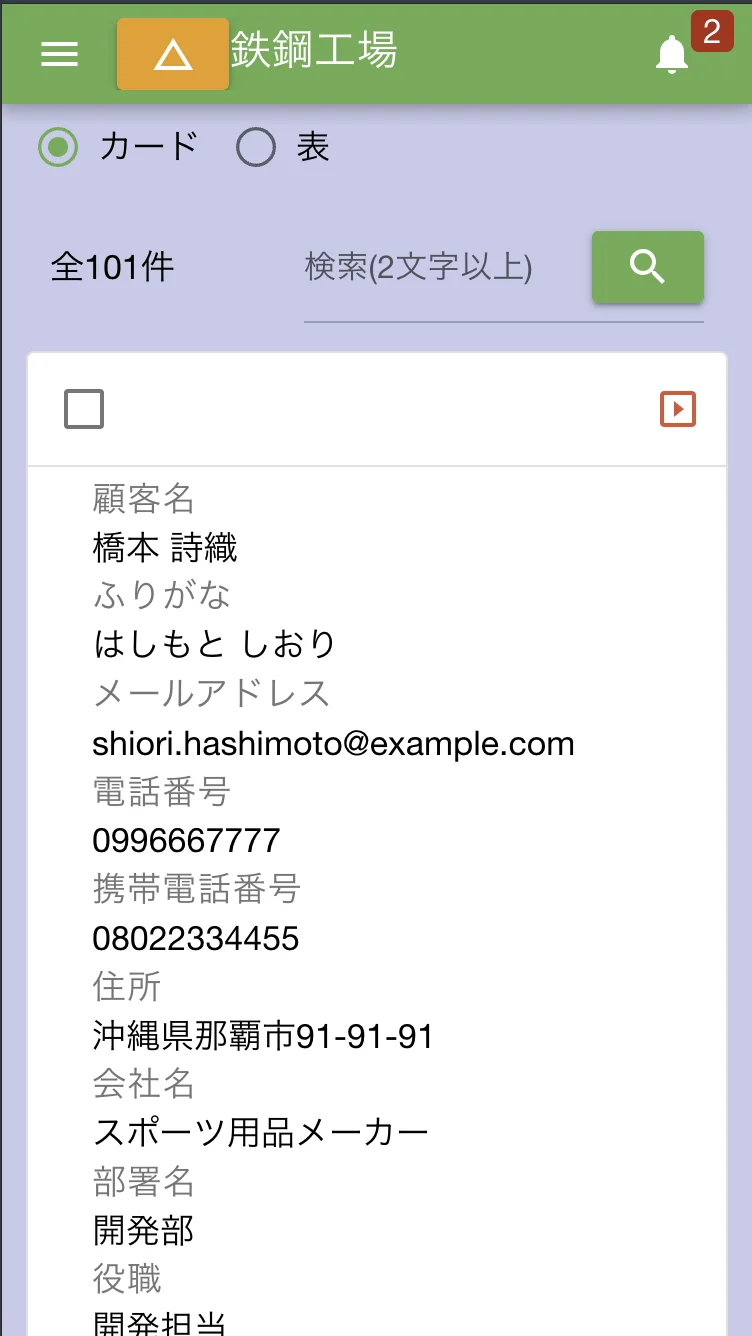 鉄鋼工場
2
カード 表
全101件 検索(2文字以上)
顧客名
橋本 詩織
ふりがな
はしもと しおり
メールアドレス
shiori.hashimoto@example.com
電話番号
0996667777
携帯電話番号
08022334455
住所
沖縄県那覇市91-91-91
会社名
スポーツ用品メーカー
部署名
開発部
役職
開発担当